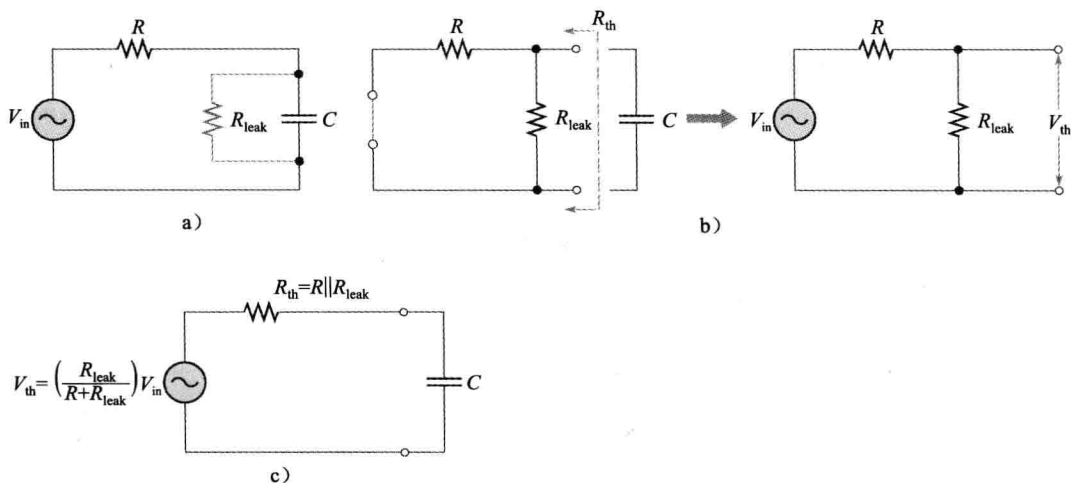 R
V_in
R_leak
C
a)
R
R_th
R_leak
C
b)
R
V_in
R_leak
V_th
R_th=R||R_leak
V_th=(R_leak/(R+R_leak))V_in
C
c)